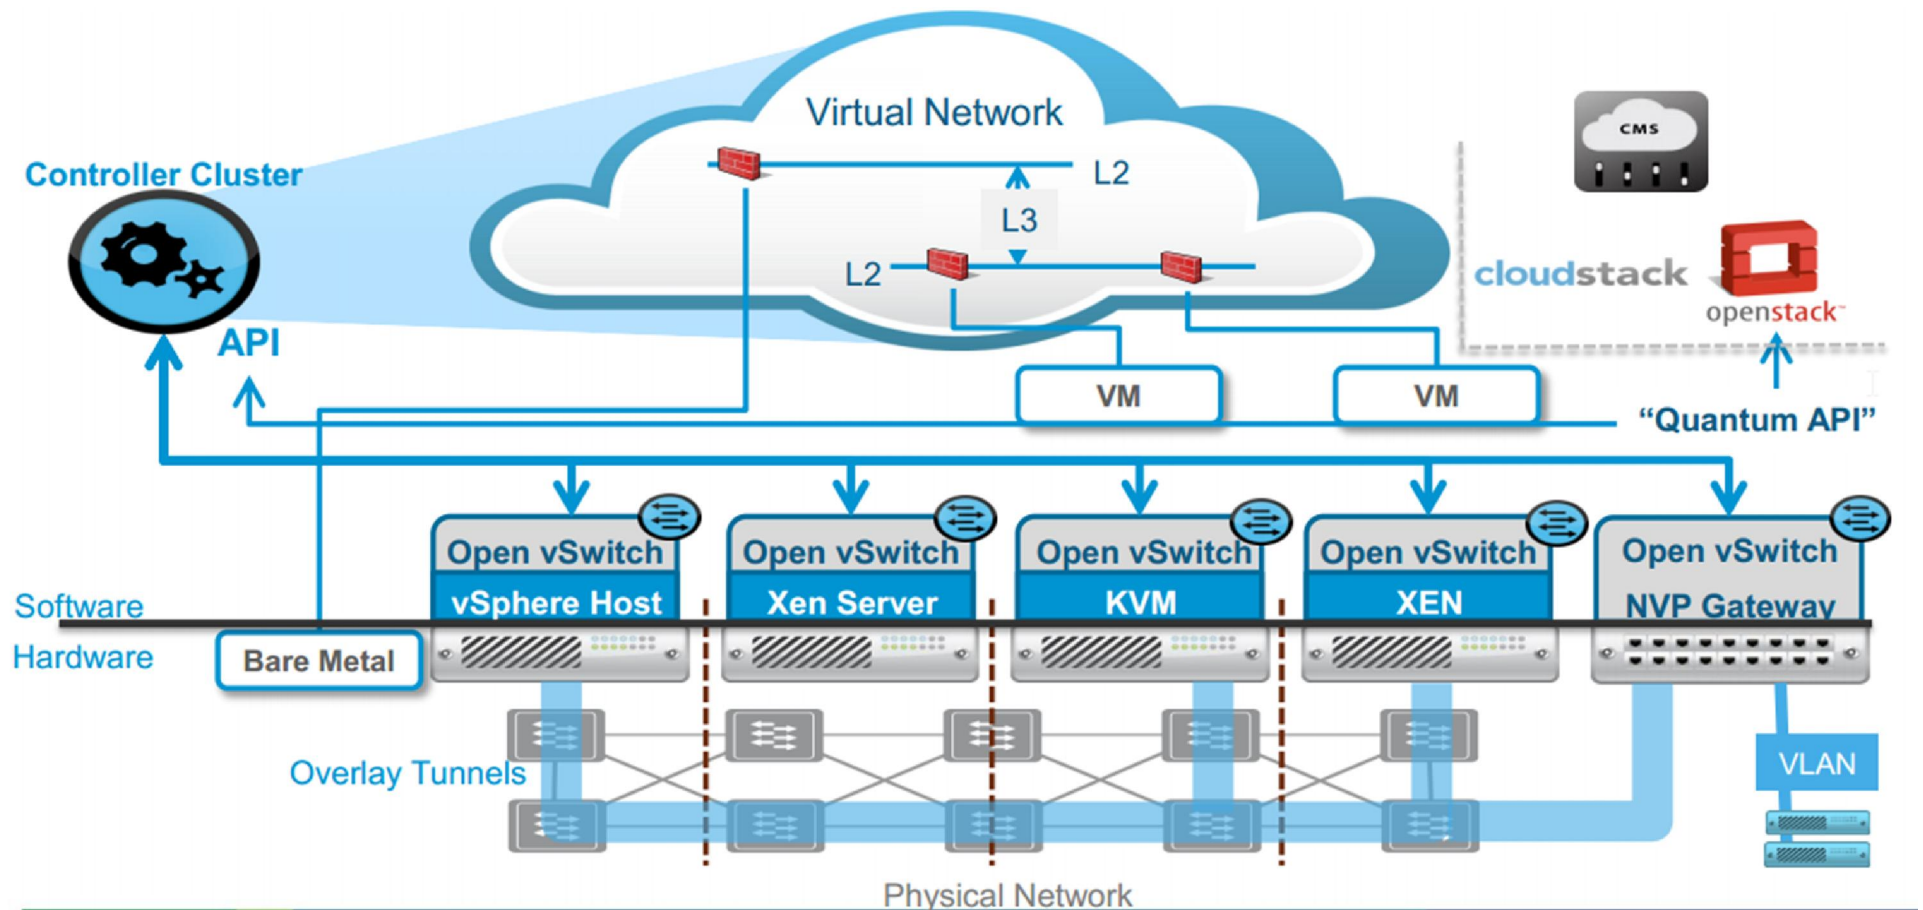 Virtual Network
CMS
Controller Cluster
L2
L3
L2
cloudstack
openstack™
API
VM
VM
“Quantum API”
Open vSwitch
Open vSwitch
Open vSwitch
Open vSwitch
Open vSwitch
vSphere Host
Xen Server
KVM
XEN
NVP Gateway
Software
Hardware
Bare Metal
Overlay Tunnels
VLAN
Physical Network